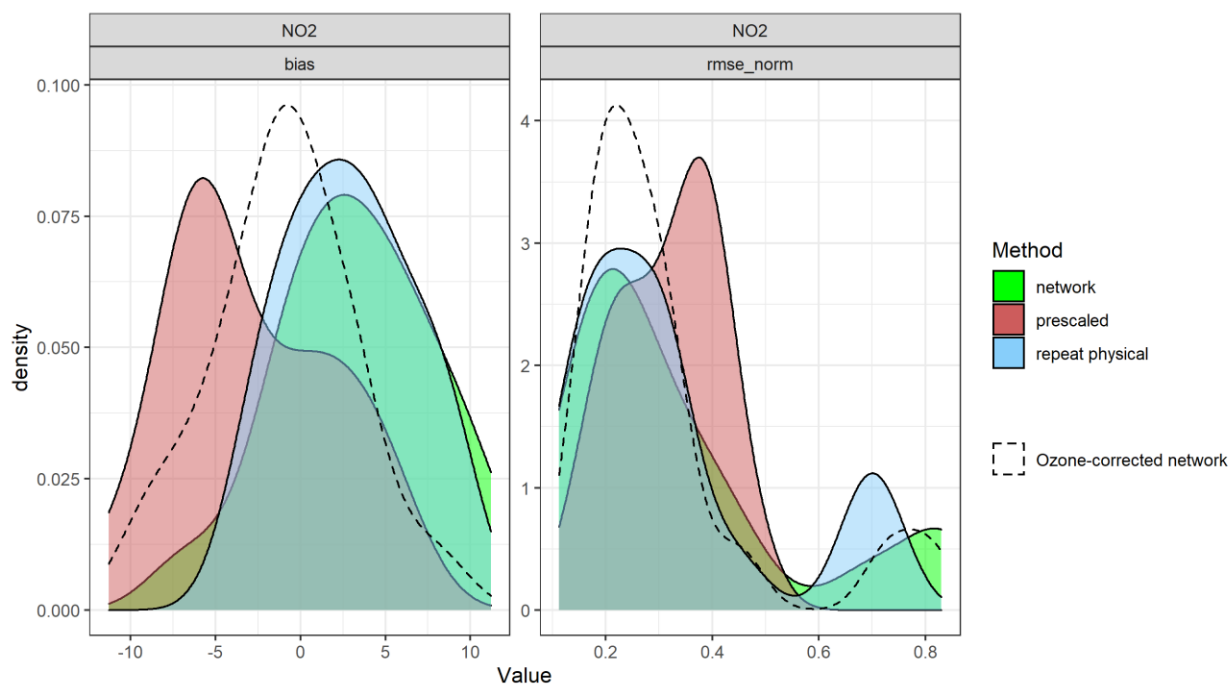 NO2
bias
NO2
rmse_norm
density
0.100
0.075
0.050
0.025
0.000
-10
-5
0
5
10
4
3
2
1
0
0.2
0.4
0.6
0.8
Value
Method
network
prescaled
repeat physical
Ozone-corrected network